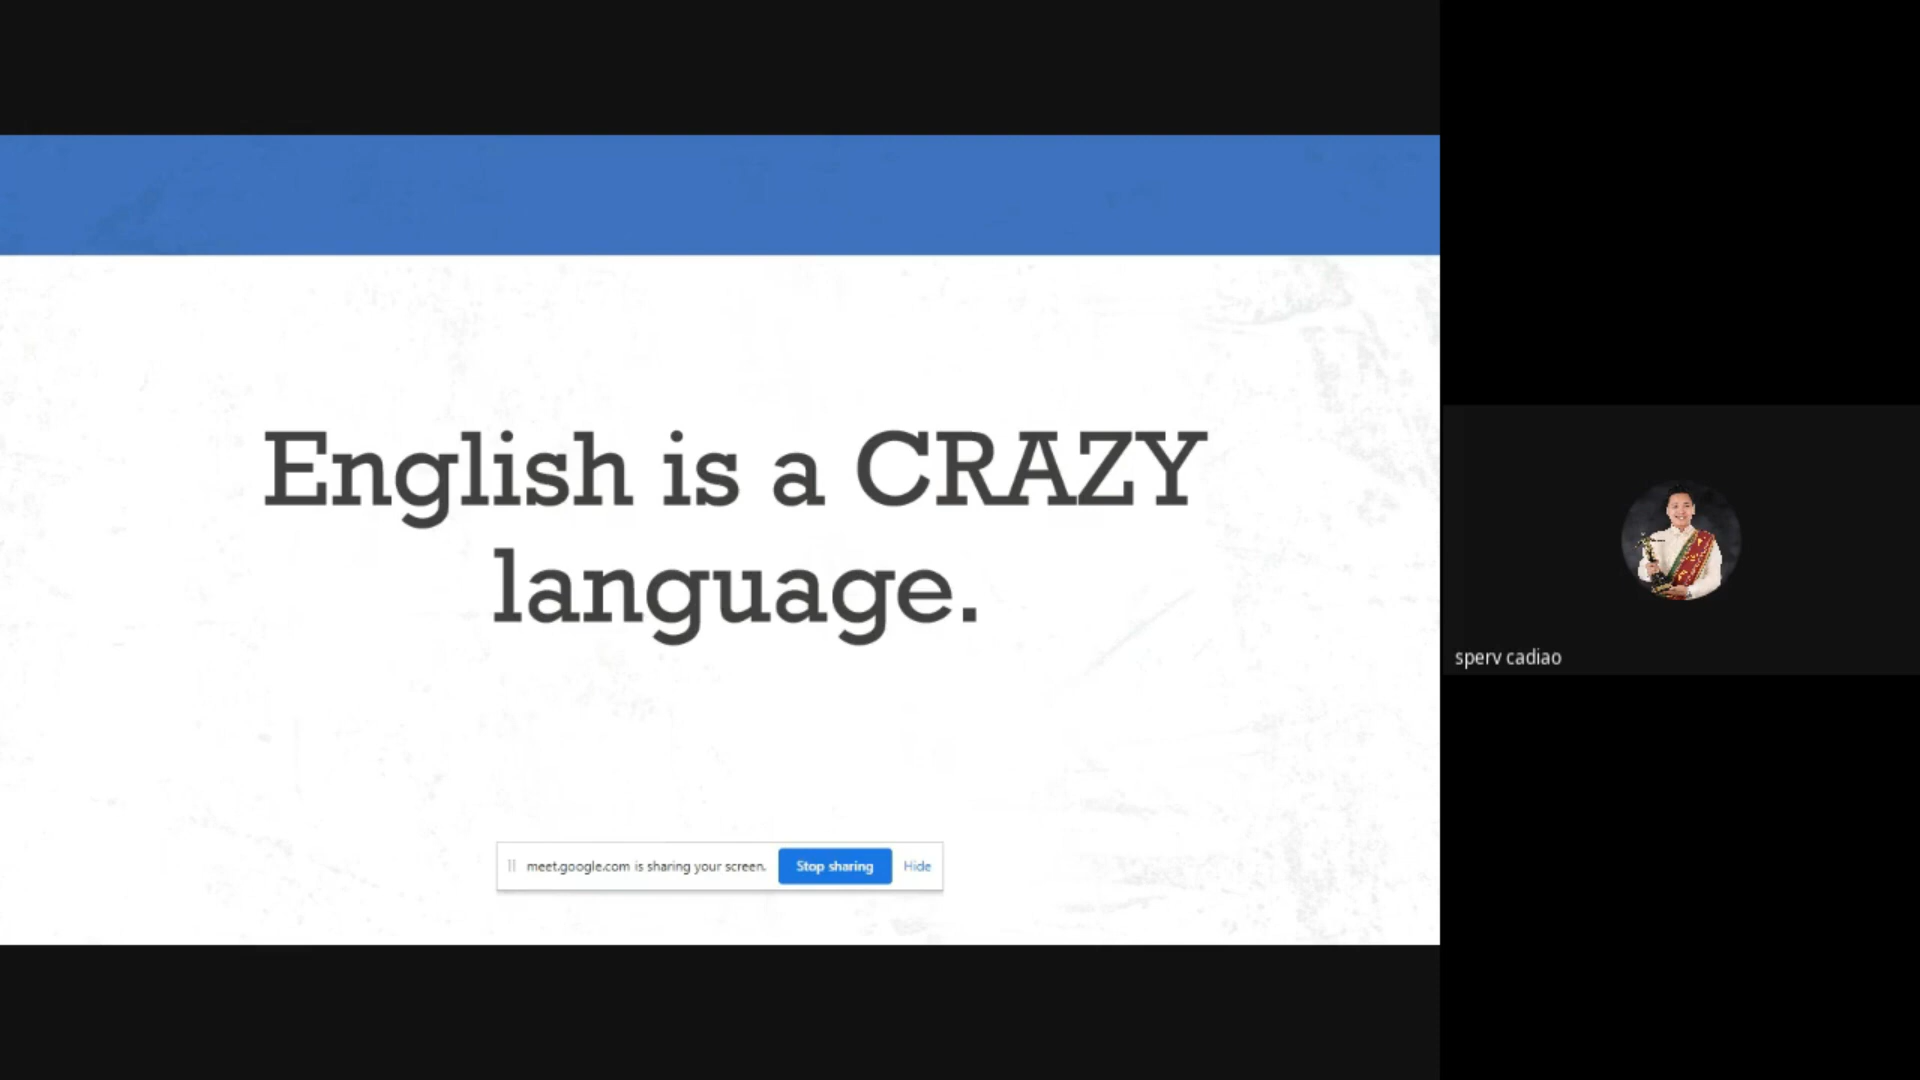 English is a CRAZY
language.
meet.google.com is sharing your screen. Stop sharing Hide
sperv cadiao